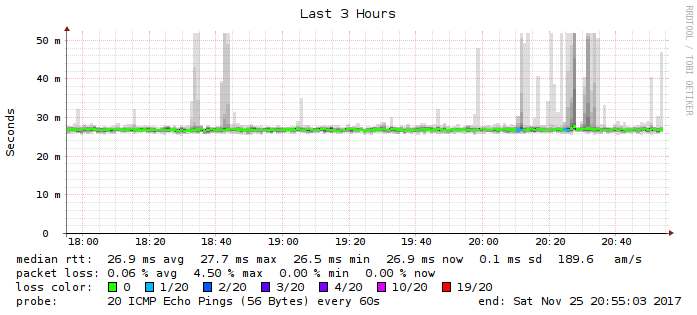 Last 3 Hours
RRDTOOL / TOBI OETIKER
Seconds
50 m
40 m
30 m
20 m
10 m
0
18:00 18:20 18:40 19:00 19:20 19:40 20:00 20:20 20:40
median rtt: 26.9 ms avg 27.7 ms max 26.5 ms min 26.9 ms now 0.1 ms sd 189.6 am/s
packet loss: 0.06 % avg 4.50 % max 0.00 % min 0.00 % now
loss color: 0 1/20 2/20 3/20 4/20 10/20 19/20
probe: 20 ICMP Echo Pings (56 Bytes) every 60s end: Sat Nov 25 20:55:03 2017